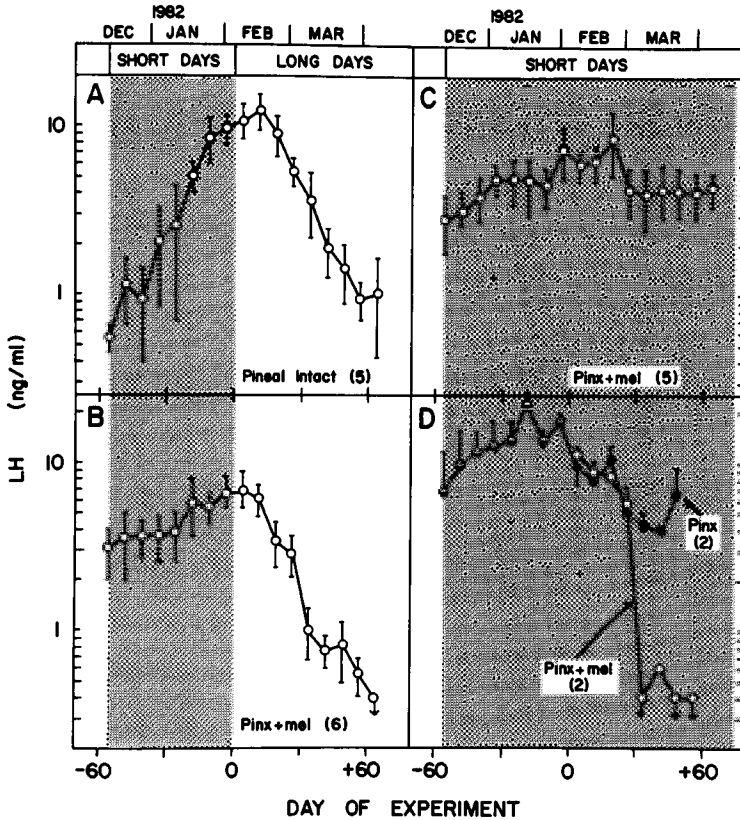 1982
DEC JAN FEB MAR
SHORT DAYS LONG DAYS
1982
DEC JAN FEB MAR
SHORT DAYS
LH (ng/ml)
A
10
1
Pineal Intact (5)
B
10
1
Pinx+mel (6)
C
Pinx+mel (5)
D
Pinx
(2)
Pinx+mel
(2)
-60 0 +60
-60 0 +60
DAY OF EXPERIMENT